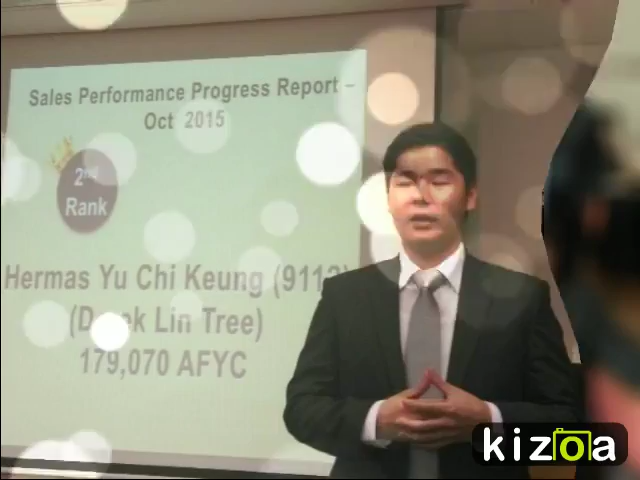 Sales Performance Progress Report –
Oct 2015
2nd
Rank
Hermas Yu Chi Keung
Lin Tree)
179,070 AFYC
kizoa